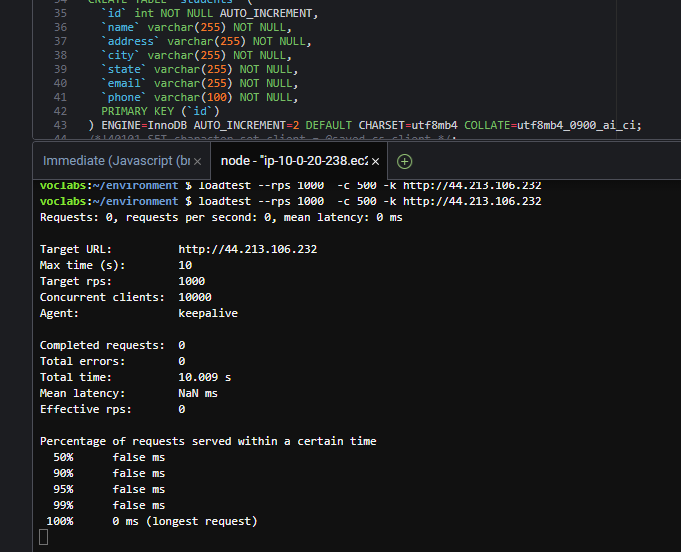 34 CREATE TABLE `students` (
35 `id` int NOT NULL AUTO_INCREMENT,
36 `name` varchar(255) NOT NULL,
37 `address` varchar(255) NOT NULL,
38 `city` varchar(255) NOT NULL,
39 `state` varchar(255) NOT NULL,
40 `email` varchar(255) NOT NULL,
41 `phone` varchar(100) NOT NULL,
42 PRIMARY KEY (`id`)
43 ) ENGINE=InnoDB AUTO_INCREMENT=2 DEFAULT CHARSET=utf8mb4 COLLATE=utf8mb4_0900_ai_ci;
44 /*!40101 SET character_set_client = @saved_cs_client */;
Immediate (Javascript (br × node - "ip-10-0-20-238.ec2 ×
voclabs:~/environment $ loadtest --rps 1000  -c 500 -k http://44.213.106.232
voclabs:~/environment $ loadtest --rps 1000  -c 500 -k http://44.213.106.232
Requests: 0, requests per second: 0, mean latency: 0 ms
Target URL: http://44.213.106.232
Max time (s): 10
Target rps: 1000
Concurrent clients: 10000
Agent: keepalive
Completed requests: 0
Total errors: 0
Total time: 10.009 s
Mean latency: NaN ms
Effective rps: 0
Percentage of requests served within a certain time
50% false ms
90% false ms
95% false ms
99% false ms
100% 0 ms (longest request)